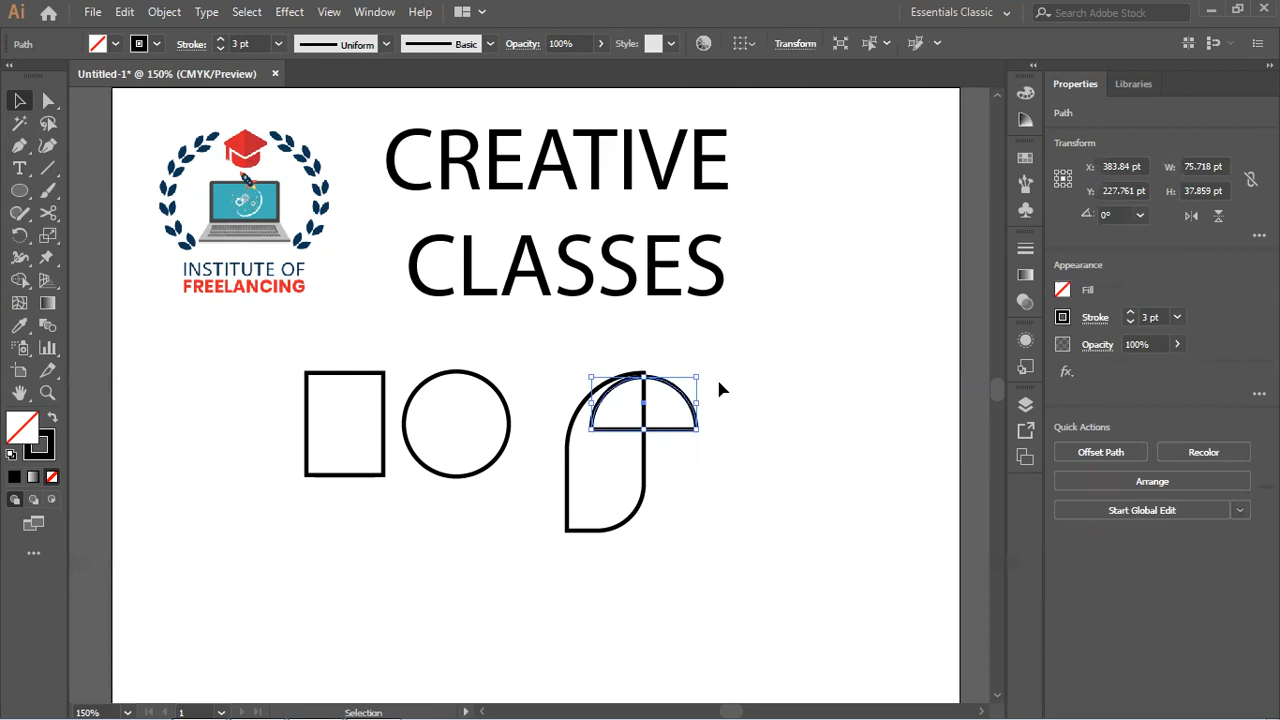 Ai File Edit Object Type Select Effect View Window Help Essentials Classic Search Adobe Stock
Path Stroke: 3 pt Uniform Basic Opacity: 100% Style: Transform
Untitled-1* @ 150% (CMYK/Preview)
CREATIVE
CLASSES
INSTITUTE OF
FREELANCING
Properties Libraries
Path
Transform
X: 383.84 pt W: 75.718 pt
Y: 227.761 pt H: 37.859 pt
0°
Appearance
Fill
Stroke 3 pt
Opacity 100%
fx.
Quick Actions
Offset Path Recolor
Arrange
Start Global Edit
150% 1 Selection